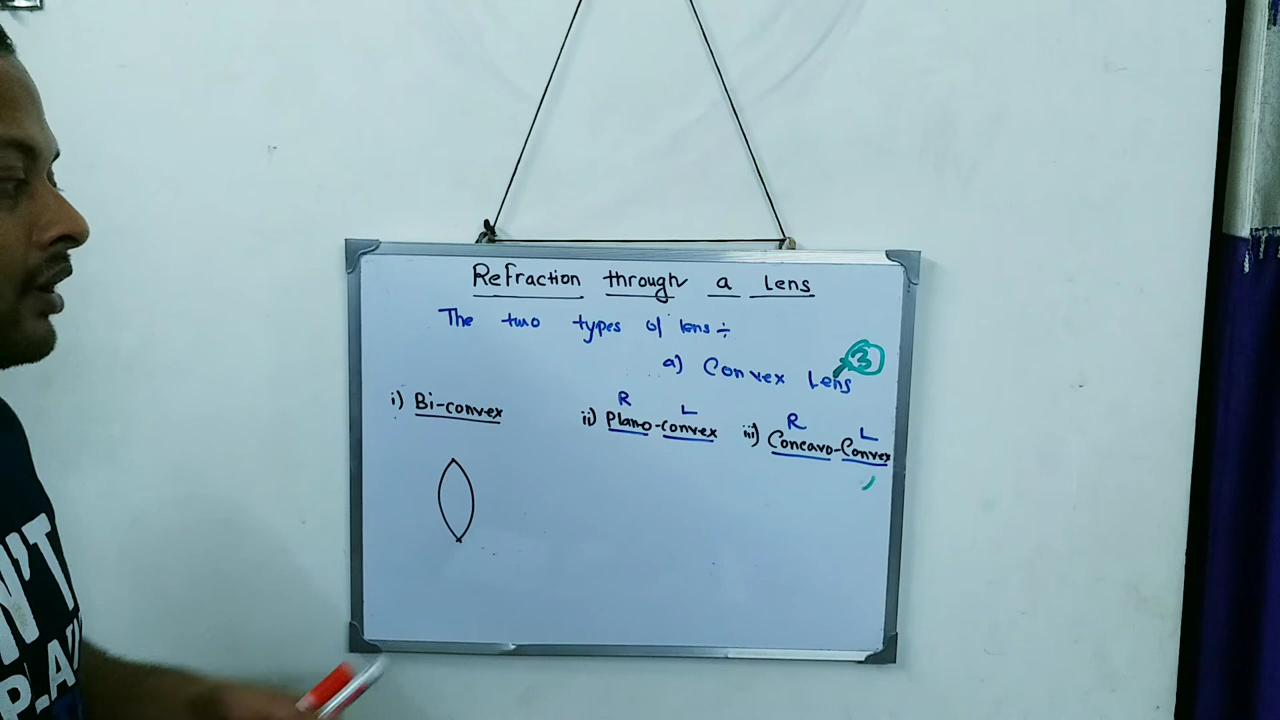 Refraction through a Lens
The two types of lens÷
a) Convex Lens 3
i) Bi-convex
R L
ii) Plano-convex
R L
iii) Concavo-Convex
N'T
P.A